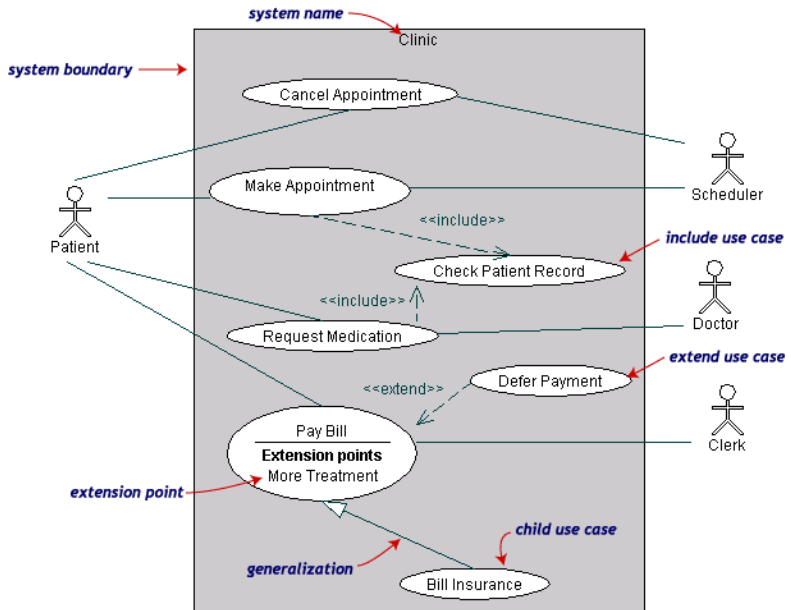 system name
Clinic
system boundary
Cancel Appointment
Make Appointment
Scheduler
<<include>>
Patient
include use case
Check Patient Record
<<include>>
Request Medication
Doctor
extend use case
Defer Payment
<<extend>>
Pay Bill
Extension points
More Treatment
Clerk
extension point
child use case
generalization
Bill Insurance